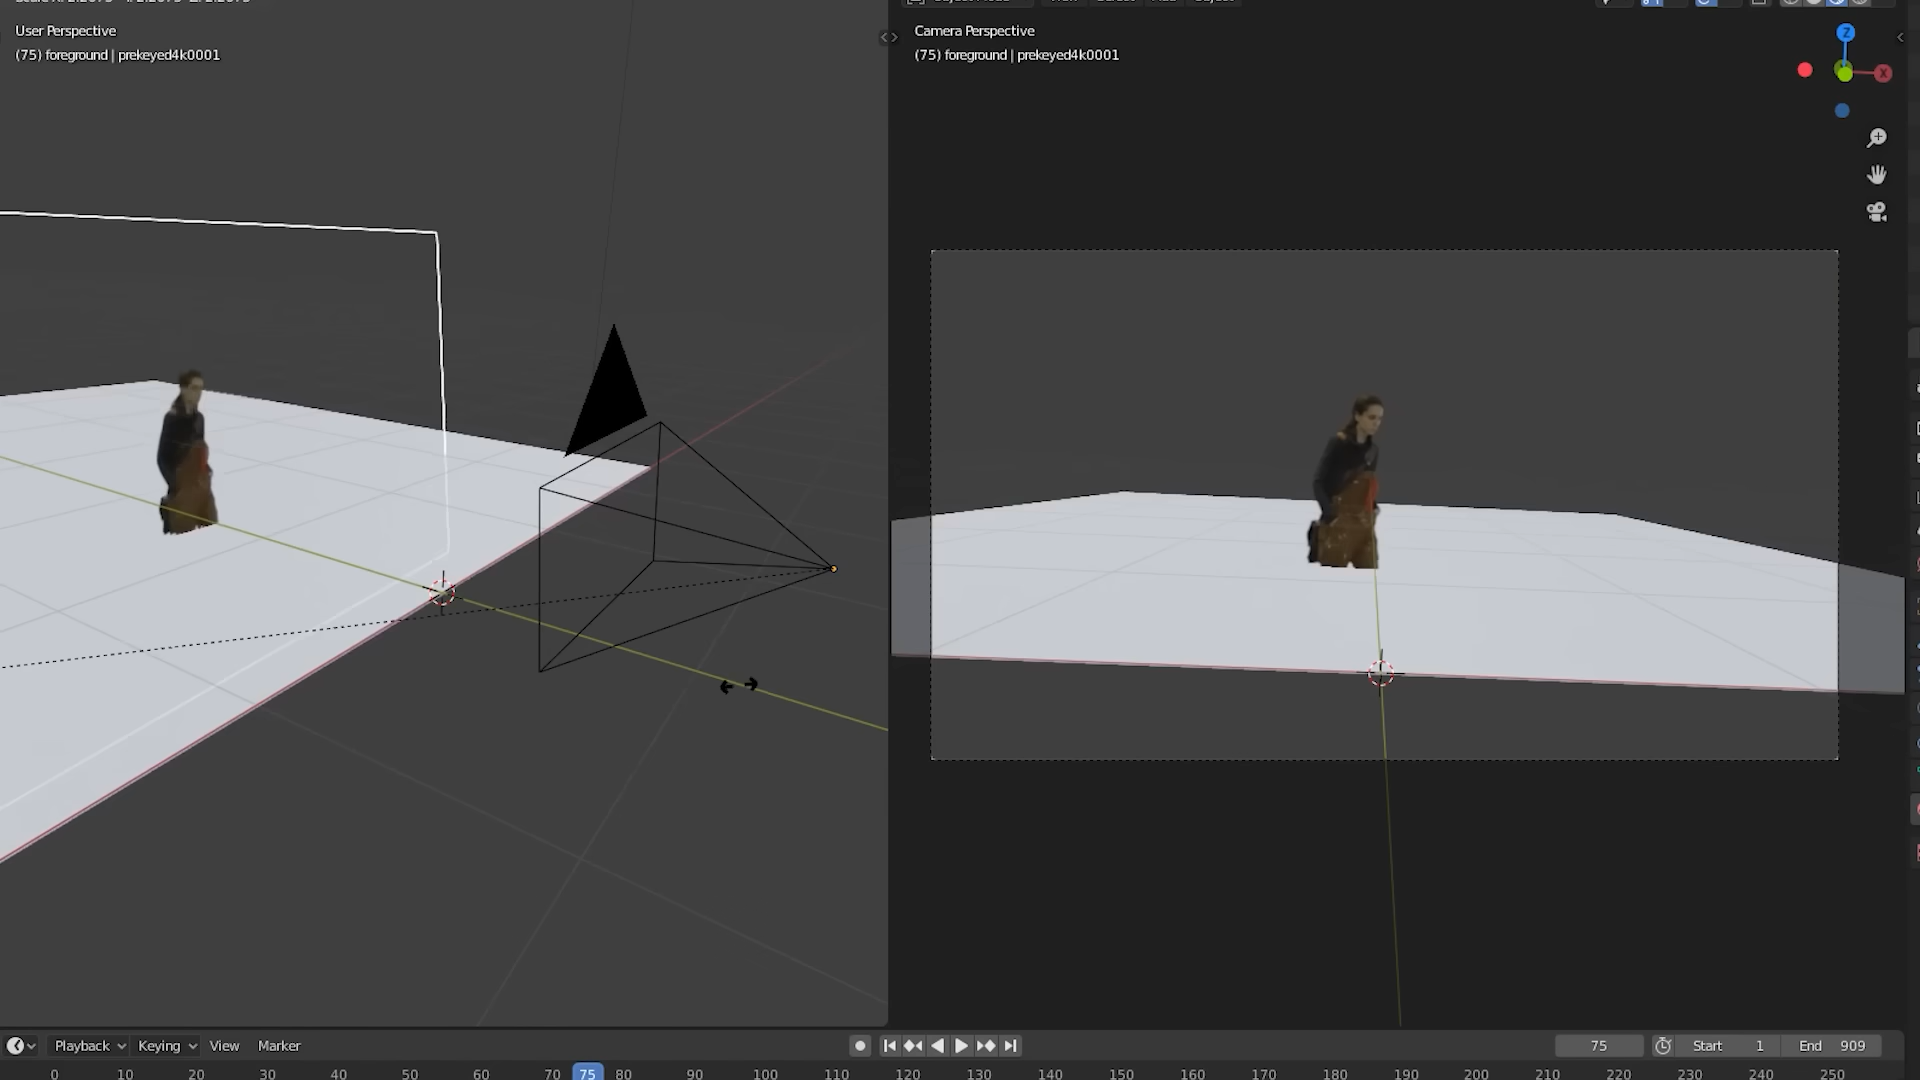 User Perspective
(75) foreground | prekeyed4k0001
Camera Perspective
(75) foreground | prekeyed4k0001
Z
X
Playback
Keying
View
Marker
75
Start 1
End 909
0 10 20 30 40 50 60 70 75 80 90 100 110 120 130 140 150 160 170 180 190 200 210 220 230 240 250